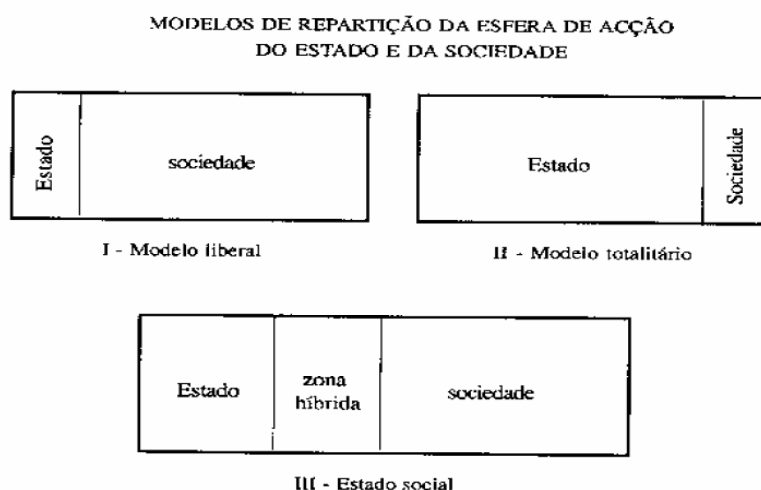 MODELOS DE REPARTIÇÃO DA ESFERA DE ACÇÃO
DO ESTADO E DA SOCIEDADE
Estado
sociedade
I - Modelo liberal
Estado
Sociedade
II - Modelo totalitário
Estado
zona
híbrida
sociedade
III - Estado social